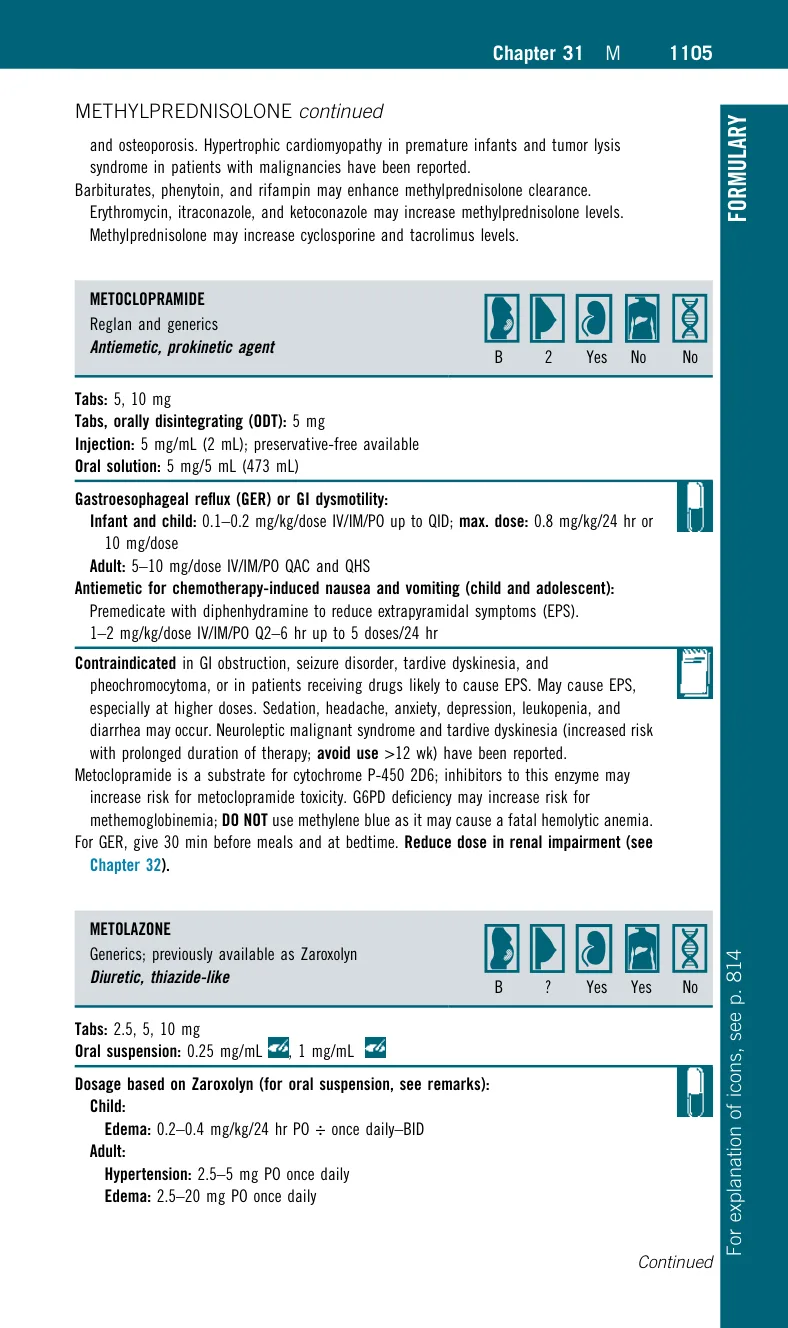 Chapter 31 M 1105
METHYLPREDNISOLONE continued
and osteoporosis. Hypertrophic cardiomyopathy in premature infants and tumor lysis
syndrome in patients with malignancies have been reported.
Barbiturates, phenytoin, and rifampin may enhance methylprednisolone clearance.
Erythromycin, itraconazole, and ketoconazole may increase methylprednisolone levels.
Methylprednisolone may increase cyclosporine and tacrolimus levels.
METOCLOPRAMIDE
Reglan and generics
Antiemetic, prokinetic agent
B 2 Yes No No
Tabs: 5, 10 mg
Tabs, orally disintegrating (ODT): 5 mg
Injection: 5 mg/mL (2 mL); preservative-free available
Oral solution: 5 mg/5 mL (473 mL)
Gastroesophageal reflux (GER) or GI dysmotility:
Infant and child: 0.1–0.2 mg/kg/dose IV/IM/PO up to QID; max. dose: 0.8 mg/kg/24 hr or
10 mg/dose
Adult: 5–10 mg/dose IV/IM/PO QAC and QHS
Antiemetic for chemotherapy-induced nausea and vomiting (child and adolescent):
Premedicate with diphenhydramine to reduce extrapyramidal symptoms (EPS).
1–2 mg/kg/dose IV/IM/PO Q2–6 hr up to 5 doses/24 hr
Contraindicated in GI obstruction, seizure disorder, tardive dyskinesia, and
pheochromocytoma, or in patients receiving drugs likely to cause EPS. May cause EPS,
especially at higher doses. Sedation, headache, anxiety, depression, leukopenia, and
diarrhea may occur. Neuroleptic malignant syndrome and tardive dyskinesia (increased risk
with prolonged duration of therapy; avoid use >12 wk) have been reported.
Metoclopramide is a substrate for cytochrome P-450 2D6; inhibitors to this enzyme may
increase risk for metoclopramide toxicity. G6PD deficiency may increase risk for
methemoglobinemia; DO NOT use methylene blue as it may cause a fatal hemolytic anemia.
For GER, give 30 min before meals and at bedtime. Reduce dose in renal impairment (see
Chapter 32).
METOLAZONE
Generics; previously available as Zaroxolyn
Diuretic, thiazide-like
B ? Yes Yes No
Tabs: 2.5, 5, 10 mg
Oral suspension: 0.25 mg/mL , 1 mg/mL
Dosage based on Zaroxolyn (for oral suspension, see remarks):
Child:
Edema: 0.2–0.4 mg/kg/24 hr PO ÷ once daily–BID
Adult:
Hypertension: 2.5–5 mg PO once daily
Edema: 2.5–20 mg PO once daily
Continued
FORMULARY
For explanation of icons, see p. 814